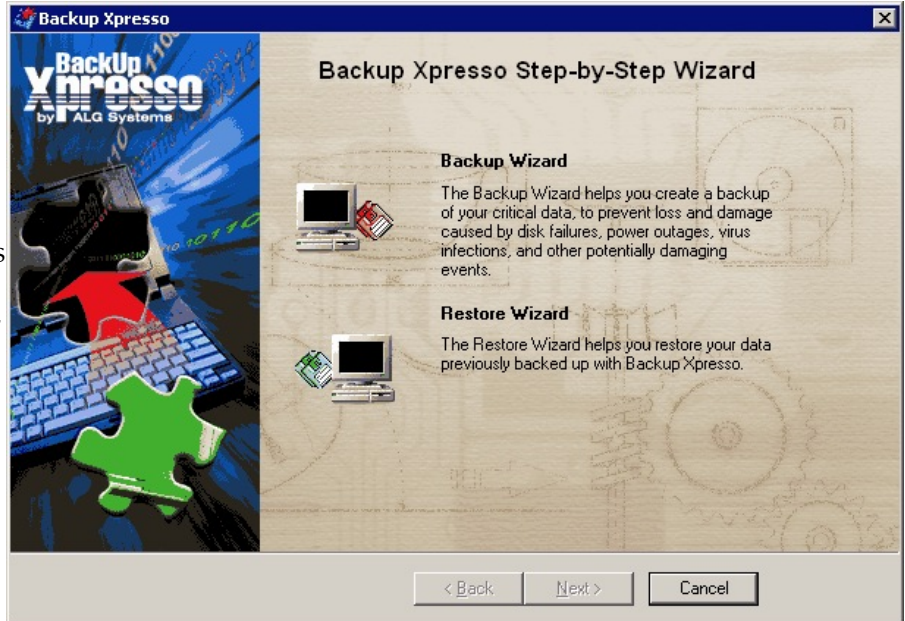 Backup Xpresso
BackUp
Xpresso
by ALG Systems
Backup Xpresso Step-by-Step Wizard
Backup Wizard
The Backup Wizard helps you create a backup
of your critical data, to prevent loss and damage
caused by disk failures, power outages, virus
infections, and other potentially damaging
events.
Restore Wizard
The Restore Wizard helps you restore your data
previously backed up with Backup Xpresso.
< Back
Next >
Cancel